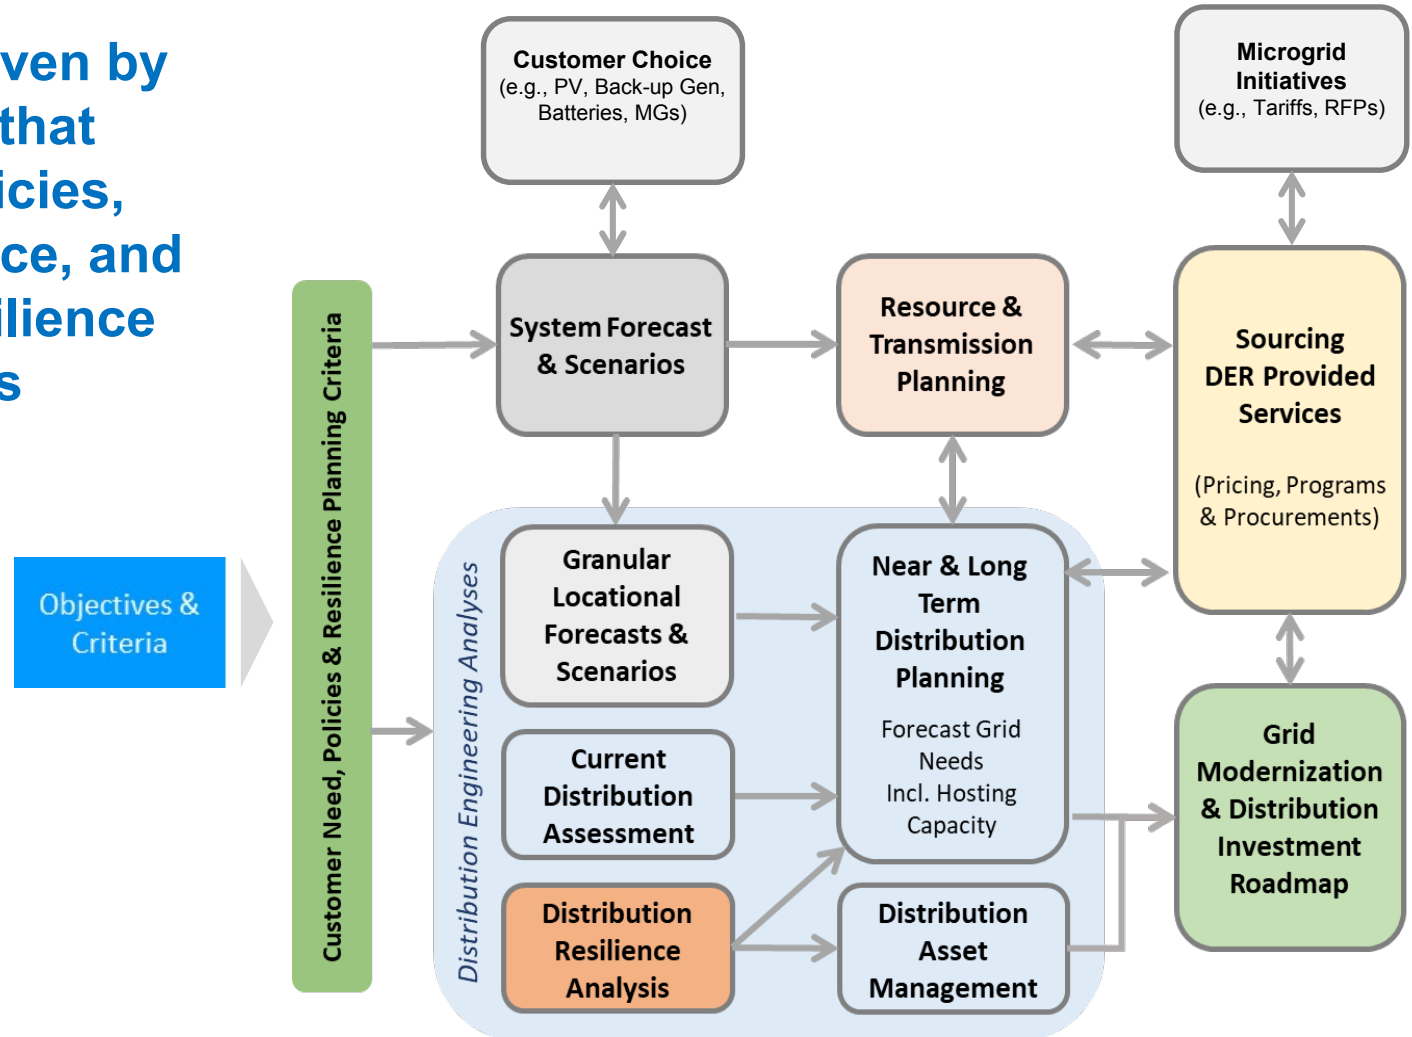 ven by
that
icies,
ce, and
ilience
s
Customer Choice
(e.g., PV, Back-up Gen,
Batteries, MGs)
Microgrid
Initiatives
(e.g., Tariffs, RFPs)
System Forecast
& Scenarios
Resource &
Transmission
Planning
Sourcing
DER Provided
Services
(Pricing, Programs
& Procurements)
Objectives &
Criteria
Customer Need, Policies & Resilience Planning Criteria
Distribution Engineering Analyses
Granular
Locational
Forecasts &
Scenarios
Near & Long
Term
Distribution
Planning
Forecast Grid
Needs
Incl. Hosting
Capacity
Current
Distribution
Assessment
Distribution
Resilience
Analysis
Distribution
Asset
Management
Grid
Modernization
& Distribution
Investment
Roadmap